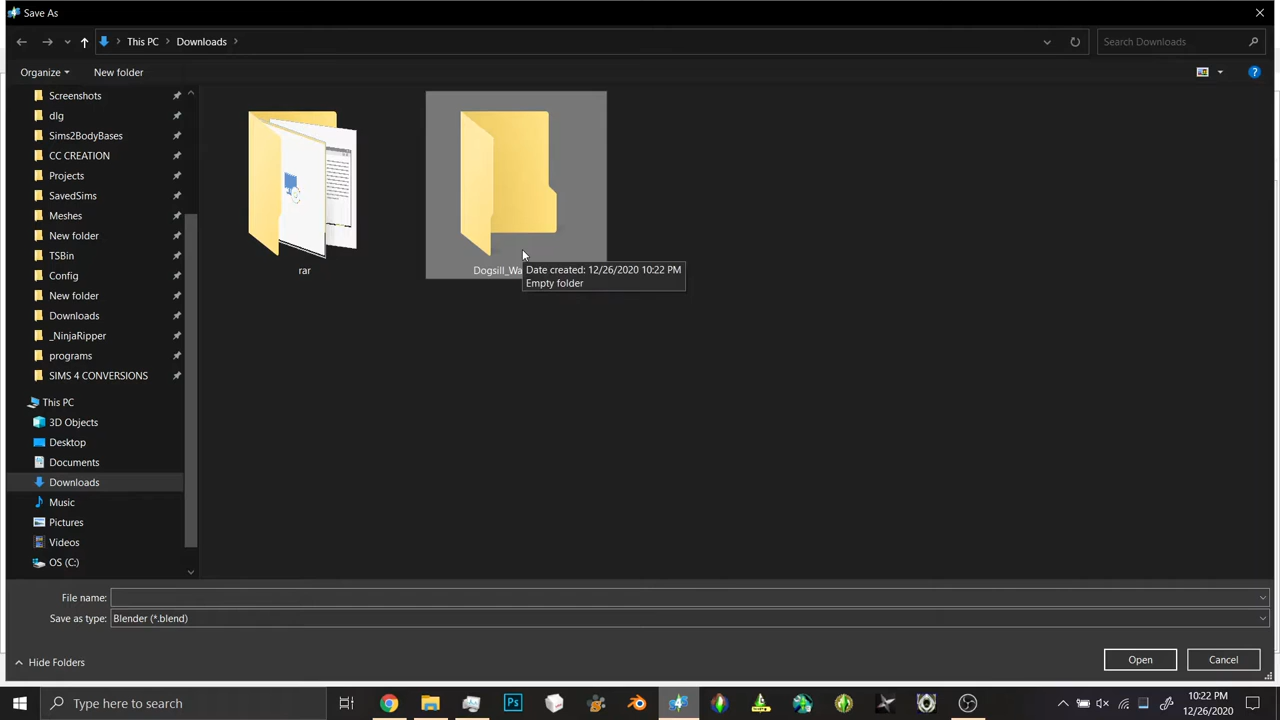 Save As
This PC > Downloads >
Search Downloads
Organize
New folder
Screenshots
dlg
Sims2BodyBases
CC CREATION
Projects
SavedSims
Meshes
New folder
TSBin
Config
New folder
Downloads
_NinjaRipper
programs
SIMS 4 CONVERSIONS
This PC
3D Objects
Desktop
Documents
Downloads
Music
Pictures
Videos
OS (C:)
rar
Dogsill_Wa
Date created: 12/26/2020 10:22 PM
Empty folder
File name:
Save as type: Blender (*.blend)
Hide Folders
Open
Cancel
Type here to search
Ps
10:22 PM
12/26/2020